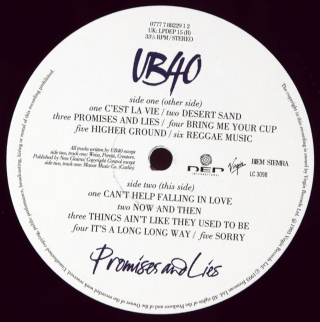 0777 7 88229 1 2
UK: LPDEP 15 (B)
33⅓ RPM / STEREO
UB40
side one (other side)
one C'EST LA VIE / two DESERT SAND
three PROMISES AND LIES / four BRING ME YOUR CUP
five HIGHER GROUND / six REGGAE MUSIC
All tracks written by UB40 except
side two, track one: Weiss, Peretti, Creatore.
Published by New Claims/ Copyright Control except
side two, track one: Manor Music Co. (Carlin)
DEP
INTERNATIONAL
Virgin
BIEM STEMRA
LC 3098
side two (this side)
one CAN'T HELP FALLING IN LOVE
two NOW AND THEN
three THINGS AIN'T LIKE THEY USED TO BE
four IT'S A LONG LONG WAY / five SORRY
Promises and Lies